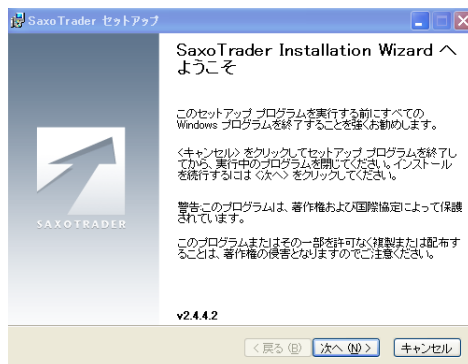 SaxoTrader セットアップ
SaxoTrader Installation Wizard へ
ようこそ
このセットアップ プログラムを実行する前にすべての
Windows プログラムを終了することを強くお勧めします。
<キャンセル> をクリックしてセットアップ プログラムを終了し
てから、実行中のプログラムを閉じてください。インストール
を続行するには <次へ> をクリックしてください。
警告:このプログラムは、著作権および国際協定によって保護
されています。
このプログラムまたはその一部を許可なく複製または配布す
ることは、著作権の侵害となりますのでご注意ください。
SAXOTRADER
v2.4.4.2
< 戻る (B)
次へ (N) >
キャンセル